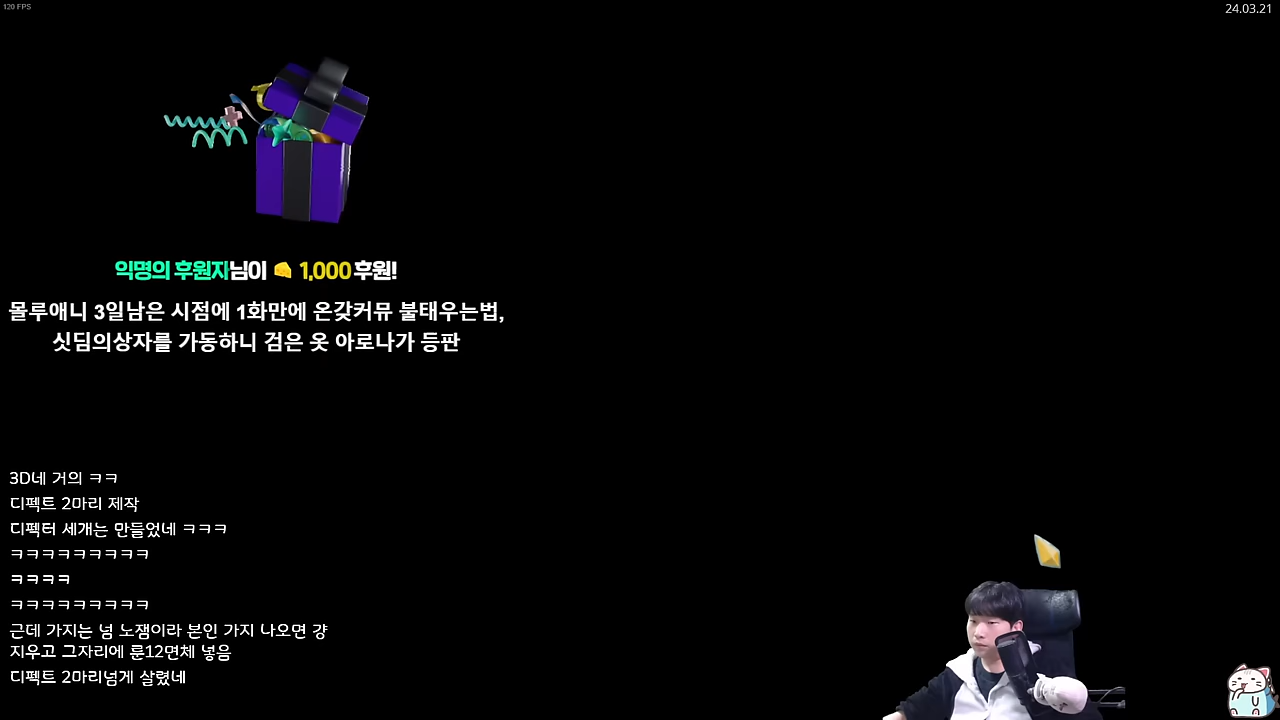 120 FPS
24.03.21
익명의 후원자님이 1,000 후원!
몰루애니 3일남은 시점에 1화만에 온갖커뮤 불태우는법,
싯딤의상자를 가동하니 검은 옷 아로나가 등판
3D네 거의 ㅋㅋ
디펙트 2마리 제작
디펙터 세개는 만들었네 ㅋㅋㅋ
ㅋㅋㅋㅋㅋㅋㅋㅋㅋ
ㅋㅋㅋㅋ
ㅋㅋㅋㅋㅋㅋㅋㅋㅋ
근데 가지는 넘 노잼이라 본인 가지 나오면 걍
지우고 그자리에 룬12면체 넣음
디펙트 2마리넘게 살렸네